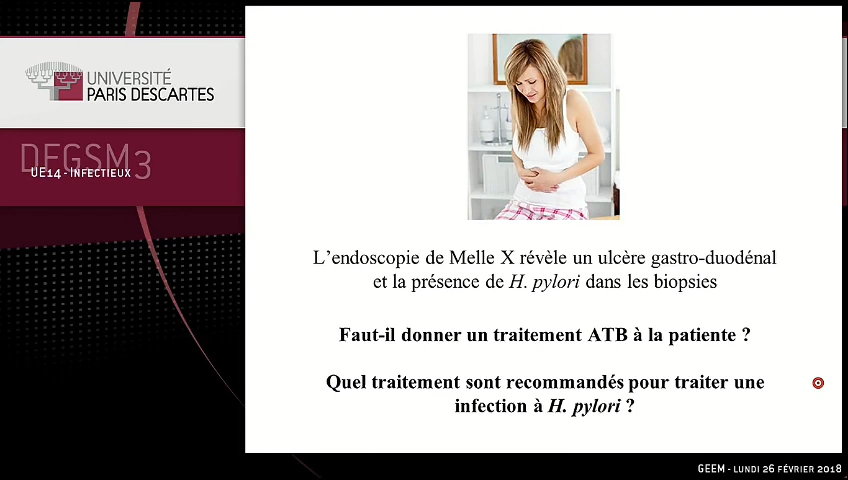 UNIVERSITÉ
PARIS DESCARTES
DFGSM3
UE14 - INFECTIEUX
L'endoscopie de Melle X révèle un ulcère gastro-duodénal
et la présence de H. pylori dans les biopsies
Faut-il donner un traitement ATB à la patiente ?
Quel traitement sont recommandés pour traiter une
infection à H. pylori ?
GEEM - LUNDI 26 FÉVRIER 2018